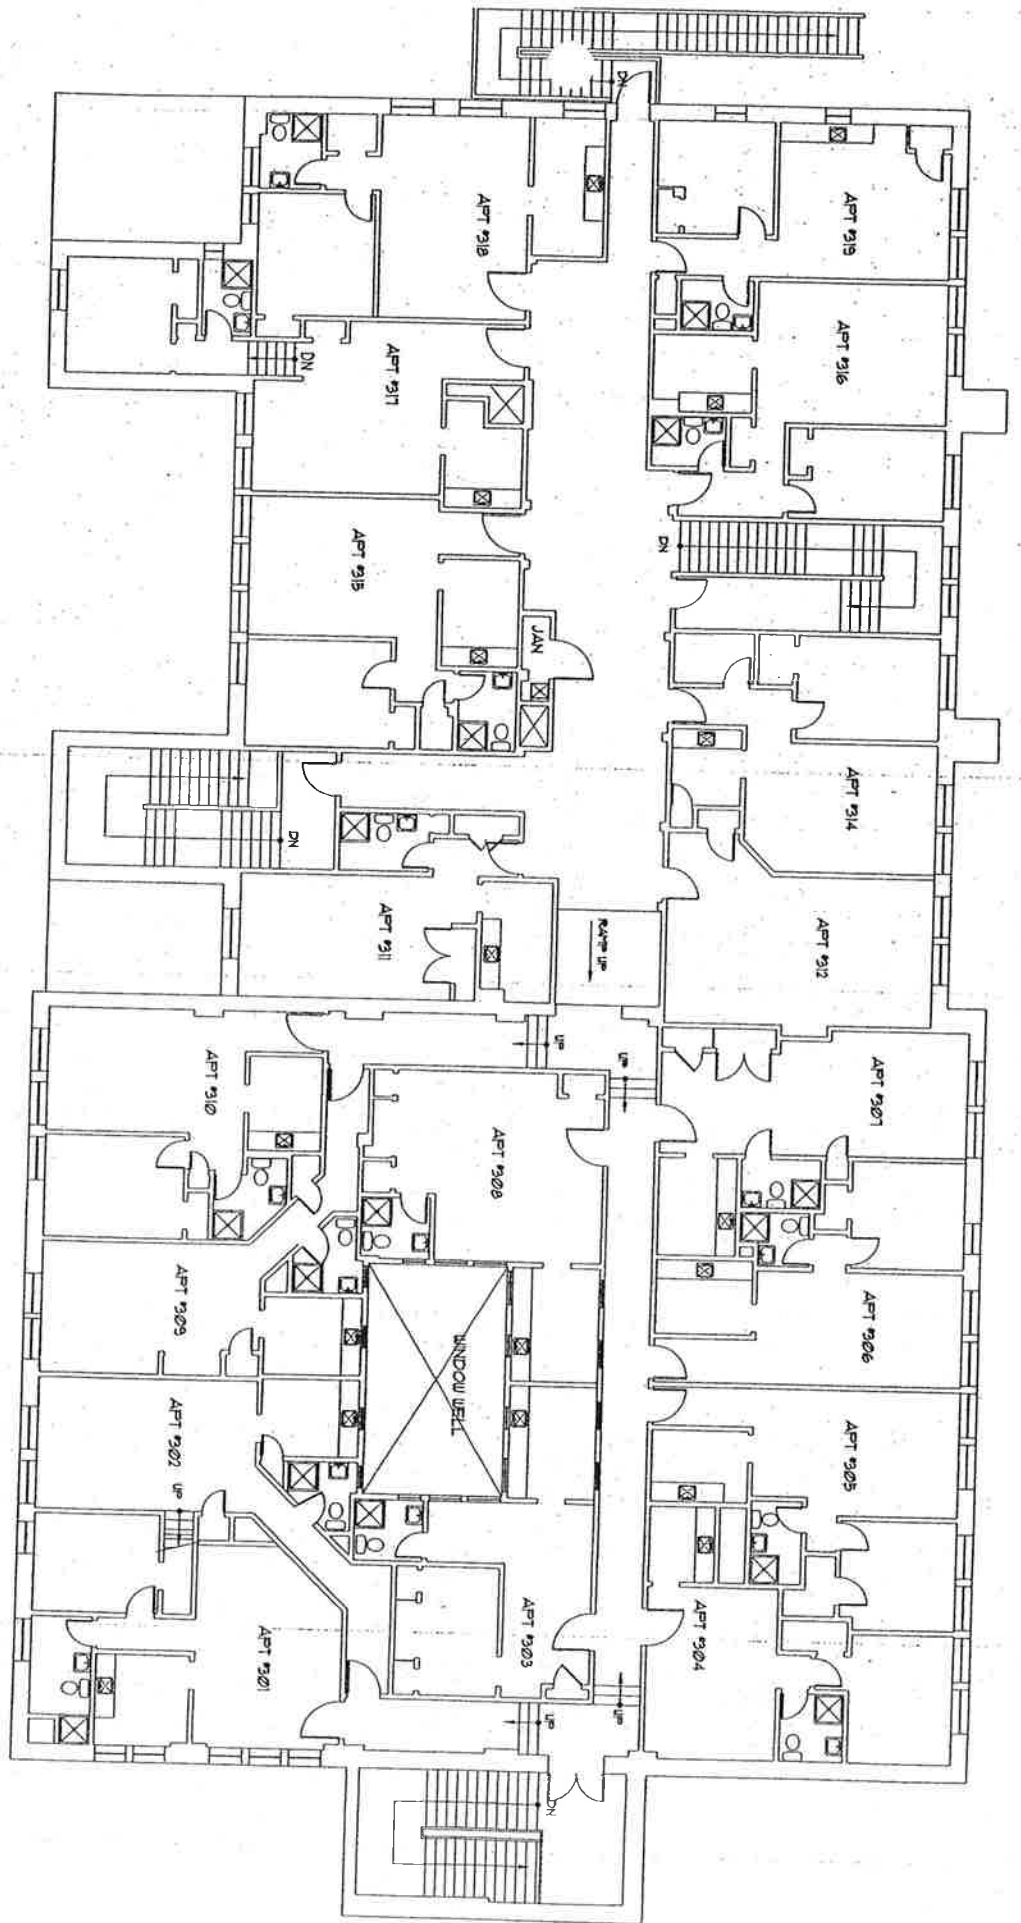 DN
APT #319
APT #318
APT #316
APT #317
DN
APT #315
DN
JAN
APT #314
DN
APT #311
APT #312
RAMP UP
UP
UP
APT #310
APT #307
APT #308
APT #309
APT #306
WINDOW WELL
APT #302
UP
APT #305
APT #303
APT #304
APT #301
UP
UP
DN